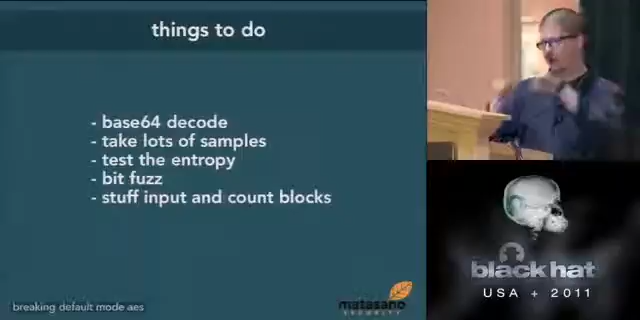 things to do
- base64 decode
- take lots of samples
- test the entropy
- bit fuzz
- stuff input and count blocks
breaking default mode aes
matasano
SECURITY
black hat
USA + 2011